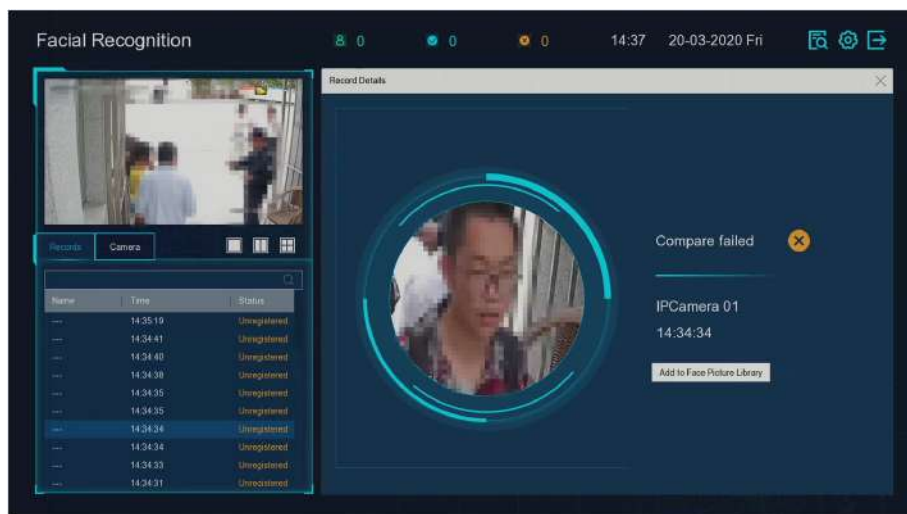 Facial Recognition
0
0
0
14:37
20-03-2020 Fri
Records
Camera
Name Time Status
--- 14:35:19 Unregistered
--- 14:34:41 Unregistered
--- 14:34:40 Unregistered
--- 14:34:38 Unregistered
--- 14:34:35 Unregistered
--- 14:34:35 Unregistered
--- 14:34:34 Unregistered
--- 14:34:34 Unregistered
--- 14:34:33 Unregistered
--- 14:34:31 Unregistered
Record Details
Compare failed
IPCamera 01
14:34:34
Add to Face Picture Library